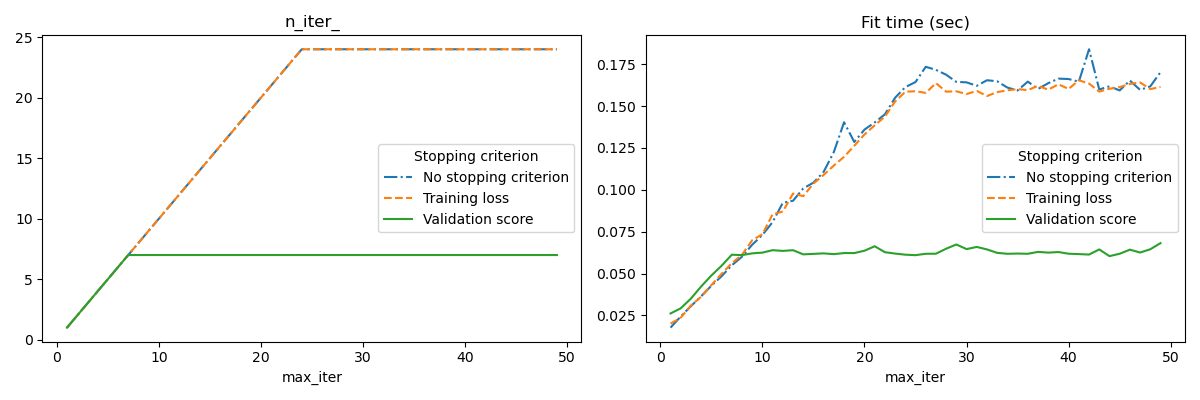 n_iter_
25
20
15
10
5
0
Stopping criterion
No stopping criterion
Training loss
Validation score
0 10 20 30 40 50
max_iter
Fit time (sec)
0.175
0.150
0.125
0.100
0.075
0.050
0.025
Stopping criterion
No stopping criterion
Training loss
Validation score
0 10 20 30 40 50
max_iter